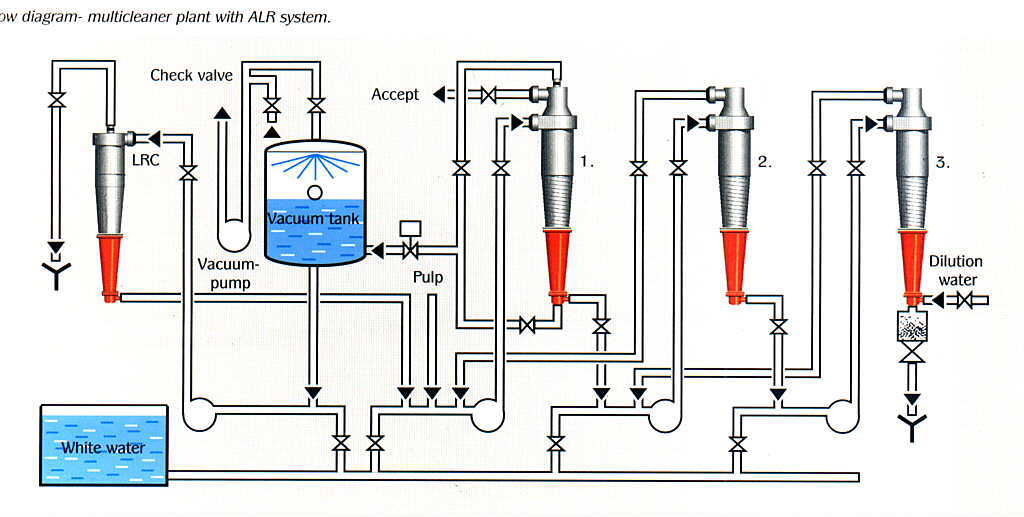 ow diagram- multicleaner plant with ALR system.
Check valve
Accept
LRC
1.
2.
3.
Vacuum tank
Vacuum-
pump
Pulp
Dilution
water
White water